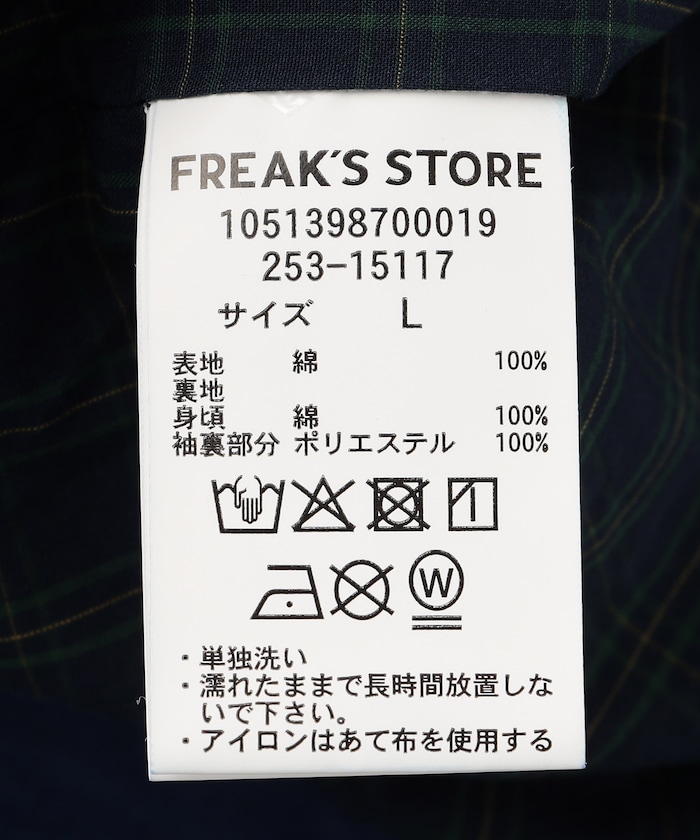 FREAK'S STORE
1051398700019
253-15117
サイズ L
表地 綿 100%
裏地
身頃 綿 100%
袖裏部分 ポリエステル 100%
W
・単独洗い
・濡れたままで長時間放置しな
いで下さい。
・アイロンはあて布を使用する